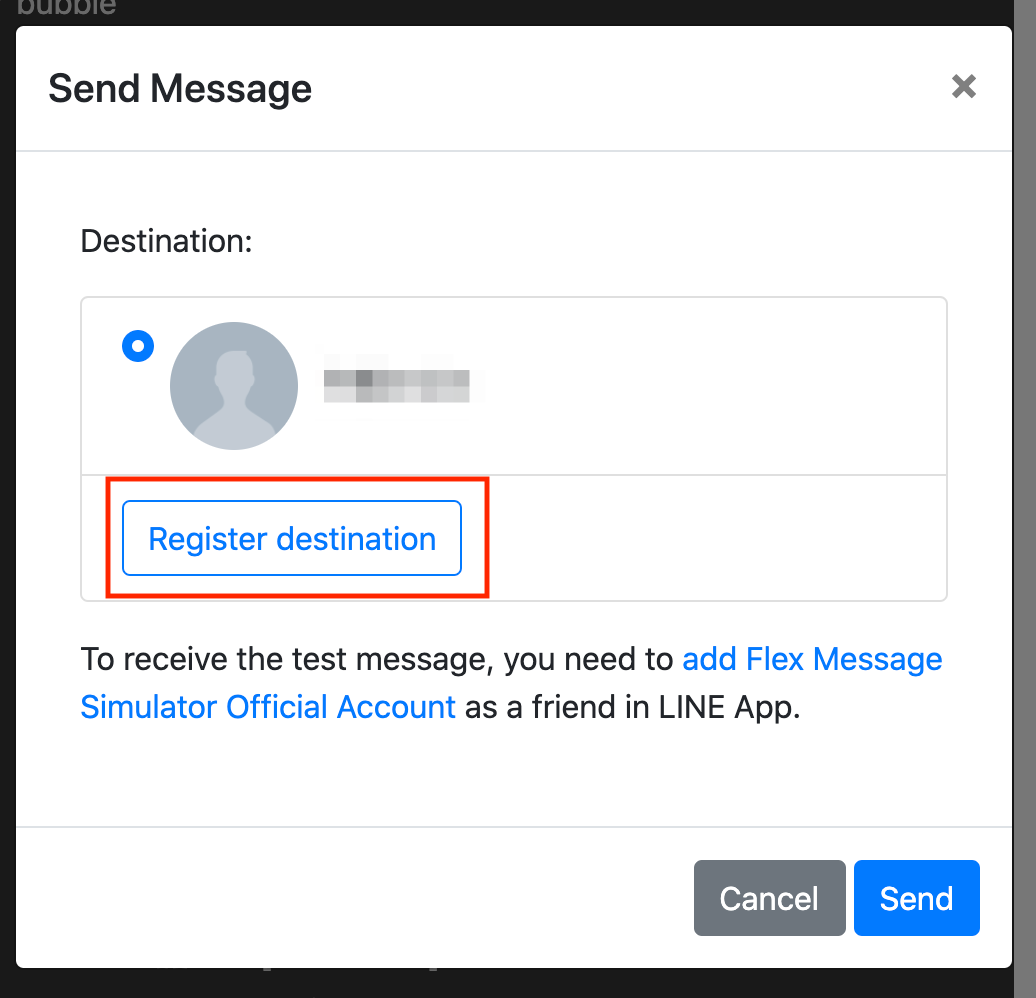 bubble
Send Message
Destination:
Register destination
To receive the test message, you need to add Flex Message
Simulator Official Account as a friend in LINE App.
Cancel Send